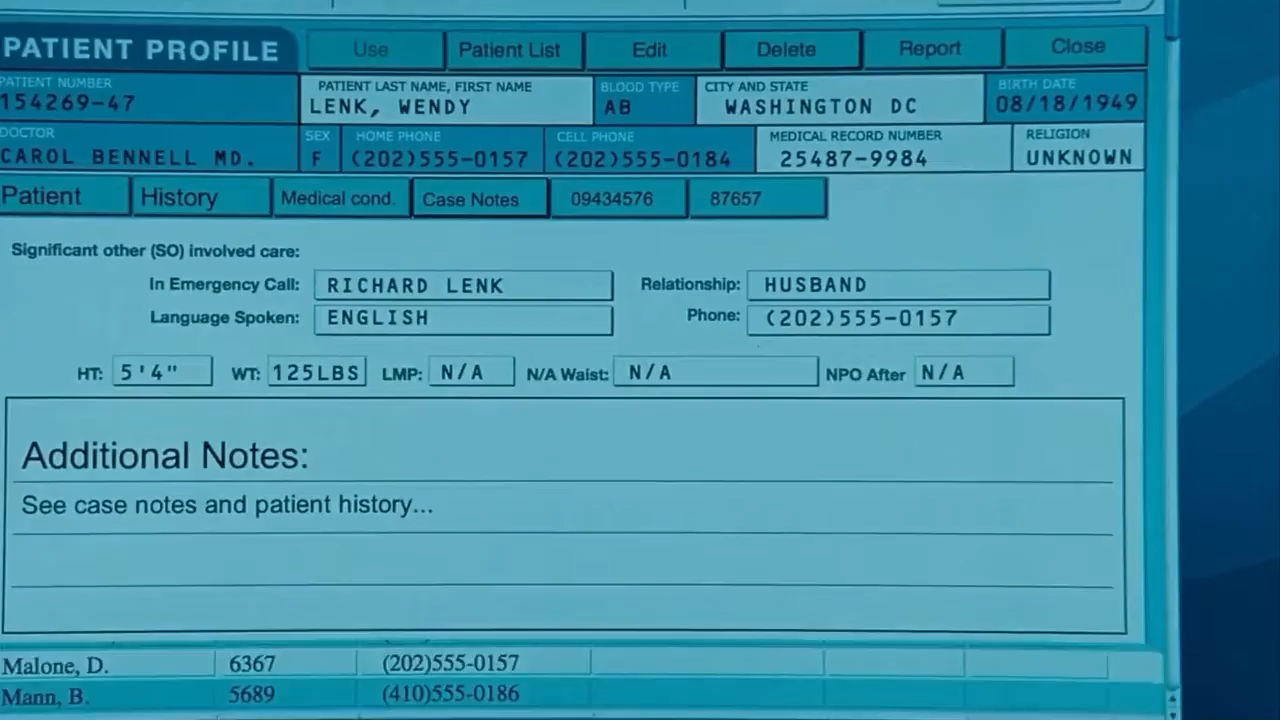 PATIENT PROFILE Use Patient List Edit Delete Report Close
PATIENT NUMBER PATIENT LAST NAME, FIRST NAME BLOOD TYPE CITY AND STATE BIRTH DATE
154269-47 LENK, WENDY AB WASHINGTON DC 08/18/1949
DOCTOR SEX HOME PHONE CELL PHONE MEDICAL RECORD NUMBER RELIGION
CAROL BENNELL MD. F (202)555-0157 (202)555-0184 25487-9984 UNKNOWN
Patient History Medical cond. Case Notes 09434576 87657
Significant other (SO) involved care:
In Emergency Call: RICHARD LENK Relationship: HUSBAND
Language Spoken: ENGLISH Phone: (202)555-0157
HT: 5'4" WT: 125LBS LMP: N/A N/A Waist: N/A NPO After N/A
Additional Notes:
See case notes and patient history...
Malone, D. 6367 (202)555-0157
Mann, B. 5689 (410)555-0186